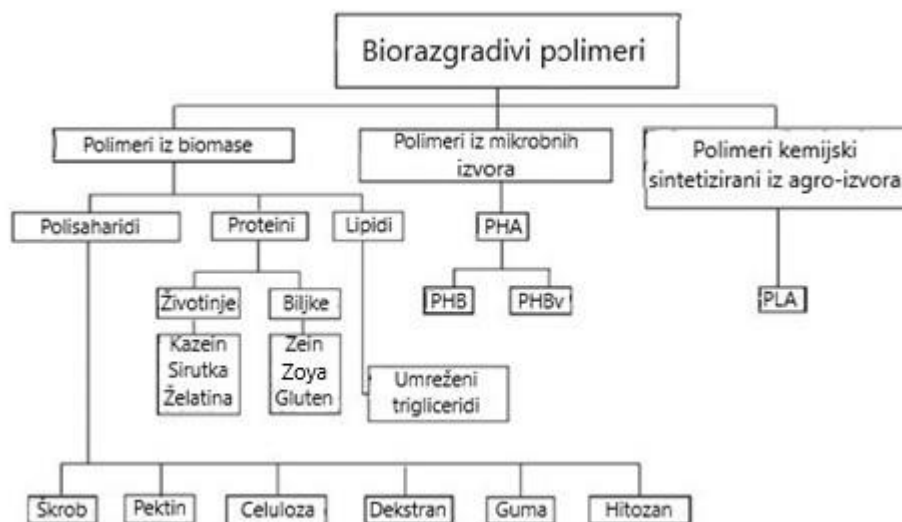 Biorazgradivi polimeri
Polimeri iz biomase
Polimeri iz mikrobnih
izvora
Polimeri kemijski
sintetizirani iz agro-izvora
Polisaharidi
Proteini
Lipidi
PHA
Životinje
Biljke
PHB
PHBv
PLA
Kazein
Sirutka
Želatina
Zein
Zoya
Gluten
Umreženi
trigliceridi
Škrob
Pektin
Celuloza
Dekstran
Guma
Hitozan